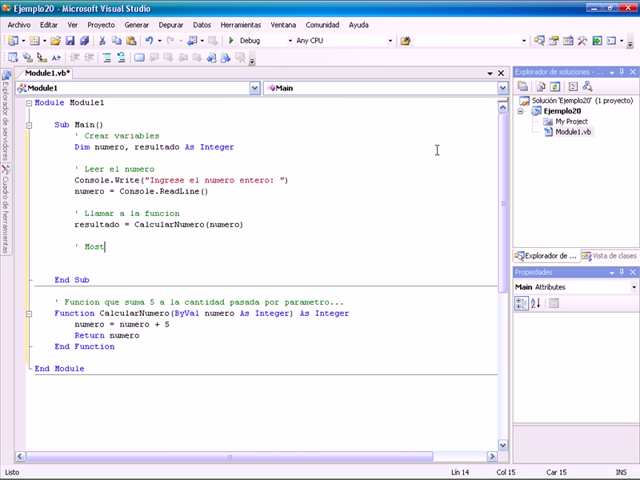 Ejemplo20 - Microsoft Visual Studio
Archivo Editar Ver Proyecto Generar Depurar Datos Herramientas Ventana Comunidad Ayuda
Debug Any CPU
Module1.vb*
Module1 Main
Module Module1
Sub Main()
' Crear variables
Dim numero, resultado As Integer
' Leer el numero
Console.Write("Ingrese el numero entero: ")
numero = Console.ReadLine()
' Llamar a la funcion
resultado = CalcularNumero(numero)
' Most
End Sub
' Funcion que suma 5 a la cantidad pasada por parametro...
Function CalcularNumero(ByVal numero As Integer) As Integer
numero = numero + 5
Return numero
End Function
End Module
Explorador de servidores
Cuadro de herramientas
Explorador de soluciones - ...
Solución 'Ejemplo20' (1 proyecto)
Ejemplo20
My Project
Module1.vb
Explorador de... Vista de clases
Propiedades
Main Attributes
Listo Lín 14 Col 15 Car 15 INS